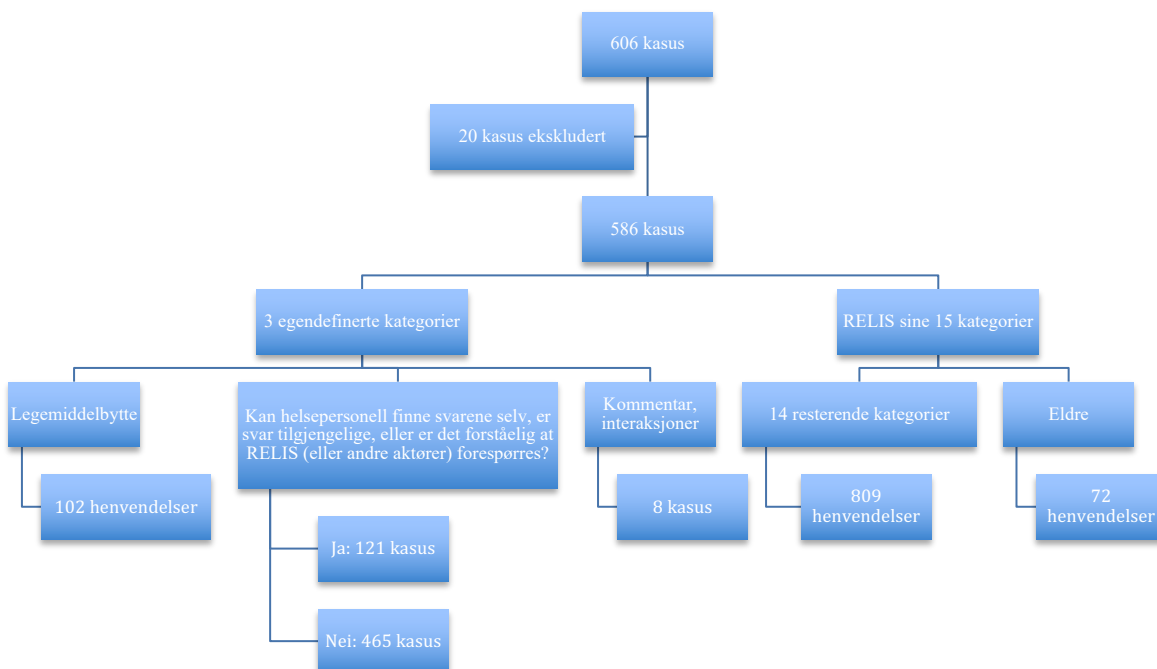 606 kasus
20 kasus ekskludert
586 kasus
3 egendefinerte kategorier
RELIS sine 15 kategorier
Legemiddelbytte
Kan helsepersonell finne svarene selv, er
svar tilgjengelige, eller er det forståelig at
RELIS (eller andre aktører) forespørres?
Kommentar,
interaksjoner
14 resterende kategorier
Eldre
102 henvendelser
8 kasus
809
henvendelser
72
henvendelser
Ja: 121 kasus
Nei: 465 kasus